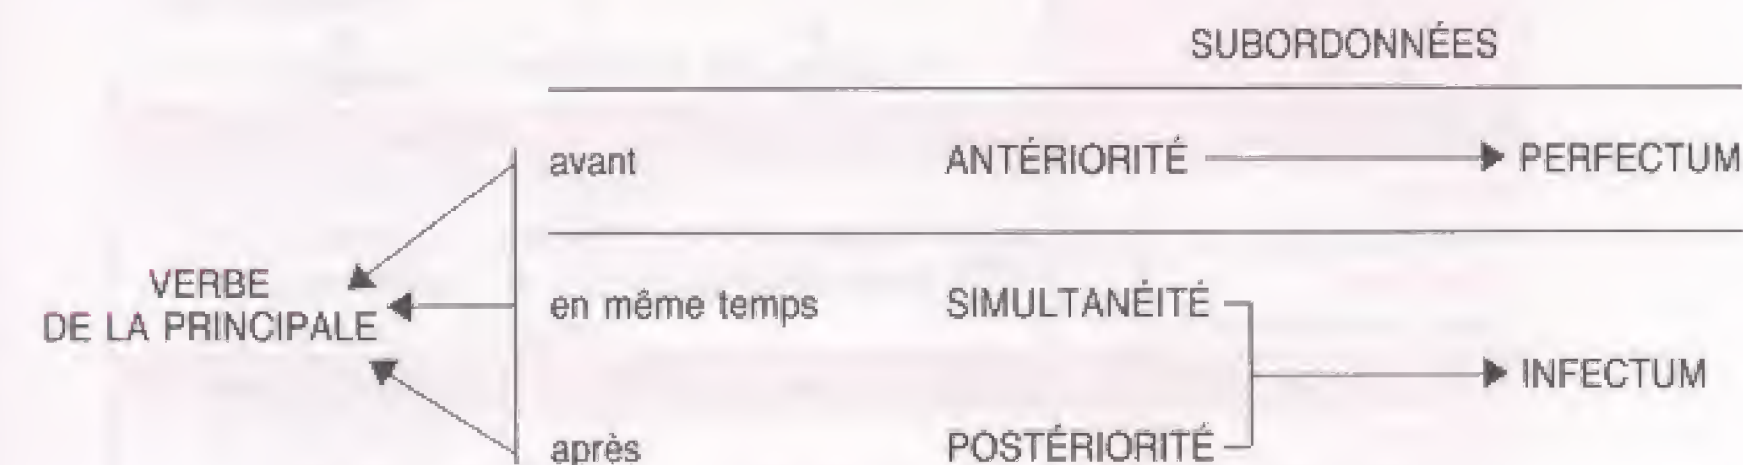 SUBORDONNÉES
avant ANTÉRIORITÉ PERFECTUM
VERBE
DE LA PRINCIPALE
en même temps SIMULTANÉITÉ
INFECTUM
après POSTÉRIORITÉ